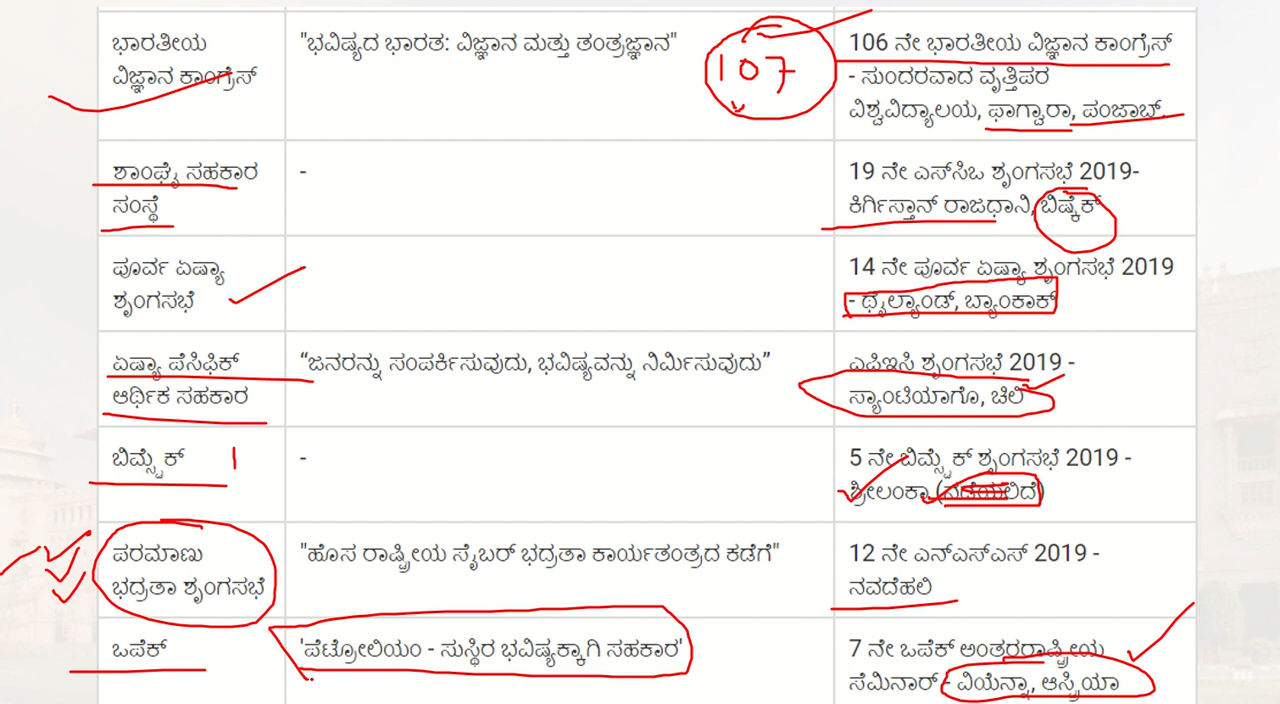 ಭಾರತೀಯ
ವಿಜ್ಞಾನ ಕಾಂಗ್ರೆಸ್
"ಭವಿಷ್ಯದ ಭಾರತ: ವಿಜ್ಞಾನ ಮತ್ತು ತಂತ್ರಜ್ಞಾನ"
107
106 ನೇ ಭಾರತೀಯ ವಿಜ್ಞಾನ ಕಾಂಗ್ರೆಸ್
- ಸುಂದರವಾದ ವೃತ್ತಿಪರ
ವಿಶ್ವವಿದ್ಯಾಲಯ, ಫಾಗ್ವಾರಾ, ಪಂಜಾಬ್.
ಶಾಂಘೈ ಸಹಕಾರ
ಸಂಸ್ಥೆ
-
19 ನೇ ಎಸ್‌ಸಿಒ ಶೃಂಗಸಭೆ 2019-
ಕಿರ್ಗಿಸ್ತಾನ್ ರಾಜಧಾನಿ, ಬಿಷ್ಕೆಕ್
ಪೂರ್ವ ಏಷ್ಯಾ
ಶೃಂಗಸಭೆ
14 ನೇ ಪೂರ್ವ ಏಷ್ಯಾ ಶೃಂಗಸಭೆ 2019
- ಥೈಲ್ಯಾಂಡ್, ಬ್ಯಾಂಕಾಕ್
ಏಷ್ಯಾ ಪೆಸಿಫಿಕ್
ಆರ್ಥಿಕ ಸಹಕಾರ
“ಜನರನ್ನು ಸಂಪರ್ಕಿಸುವುದು, ಭವಿಷ್ಯವನ್ನು ನಿರ್ಮಿಸುವುದು”
ಎಪಿಇಸಿ ಶೃಂಗಸಭೆ 2019 -
ಸ್ಯಾಂಟಿಯಾಗೊ, ಚಿಲಿ
ಬಿಮ್ಸ್ಟೆಕ್
-
5 ನೇ ಬಿಮ್ಸ್ಟೆಕ್ ಶೃಂಗಸಭೆ 2019 -
ಶ್ರೀಲಂಕಾ (ನಡೆಯಲಿದೆ)
ಪರಮಾಣು
ಭದ್ರತಾ ಶೃಂಗಸಭೆ
"ಹೊಸ ರಾಷ್ಟ್ರೀಯ ಸೈಬರ್ ಭದ್ರತಾ ಕಾರ್ಯತಂತ್ರದ ಕಡೆಗೆ"
12 ನೇ ಎನ್ಎಸ್ಎಸ್ 2019 -
ನವದೆಹಲಿ
ಒಪೆಕ್
'ಪೆಟ್ರೋಲಿಯಂ - ಸುಸ್ಥಿರ ಭವಿಷ್ಯಕ್ಕಾಗಿ ಸಹಕಾರ'
7 ನೇ ಒಪೆಕ್ ಅಂತರರಾಷ್ಟ್ರೀಯ
ಸೆಮಿನಾರ್ - ವಿಯೆನ್ನಾ, ಆಸ್ಟ್ರಿಯಾ